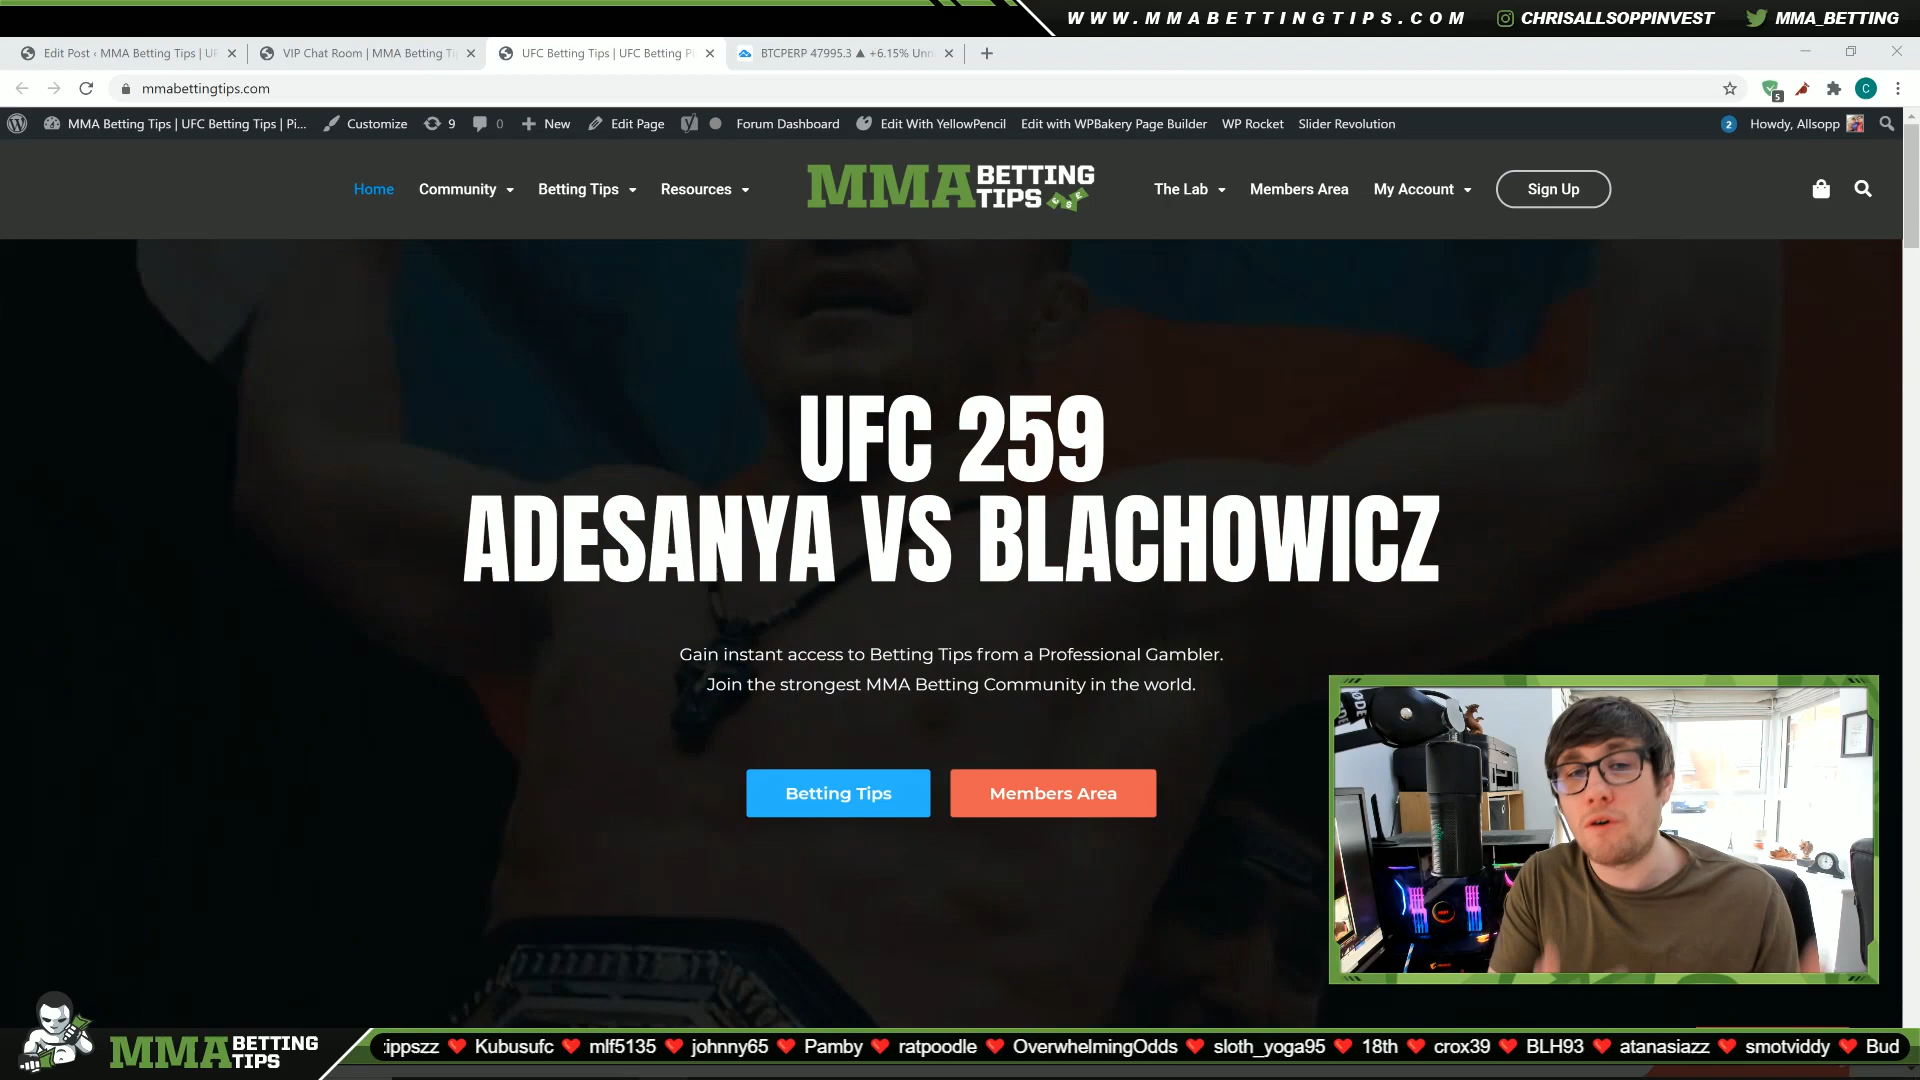 WWW.MMABETTINGTIPS.COM CHRISALLSOPPINVEST MMA_BETTING
Edit Post ‹ MMA Betting Tips | UF VIP Chat Room | MMA Betting Ti UFC Betting Tips | UFC Betting P BTCPERP 47995.3 ▲ +6.15% Unn
mmabettingtips.com 5 C
MMA Betting Tips | UFC Betting Tips | Pi... Customize 9 0 New Edit Page Forum Dashboard Edit With YellowPencil Edit with WPBakery Page Builder WP Rocket Slider Revolution 2 Howdy, Allsopp
Home Community Betting Tips Resources MMA BETTING TIPS The Lab Members Area My Account Sign Up
UFC 259
ADESANYA VS BLACHOWICZ
Gain instant access to Betting Tips from a Professional Gambler.
Join the strongest MMA Betting Community in the world.
Betting Tips Members Area
MMA BETTING TIPS
ippszz ❤ Kubusufc ❤ mlf5135 ❤ johnny65 ❤ Pamby ❤ ratpoodle ❤ OverwhelmingOdds ❤ sloth_yoga95 ❤ 18th ❤ crox39 ❤ BLH93 ❤ atanasiazz ❤ smotviddy ❤ Bud